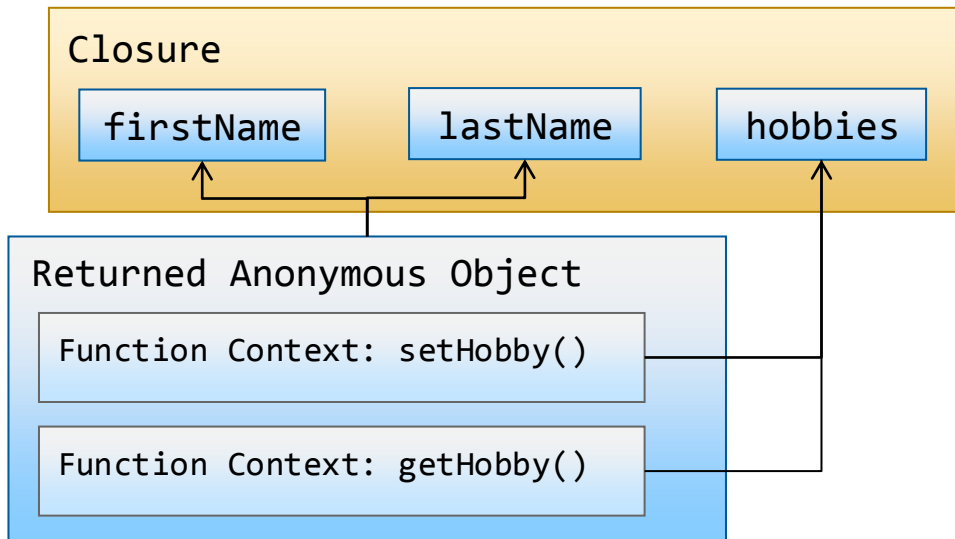 Closure
firstName
lastName
hobbies
Returned Anonymous Object
Function Context: setHobby()
Function Context: getHobby()